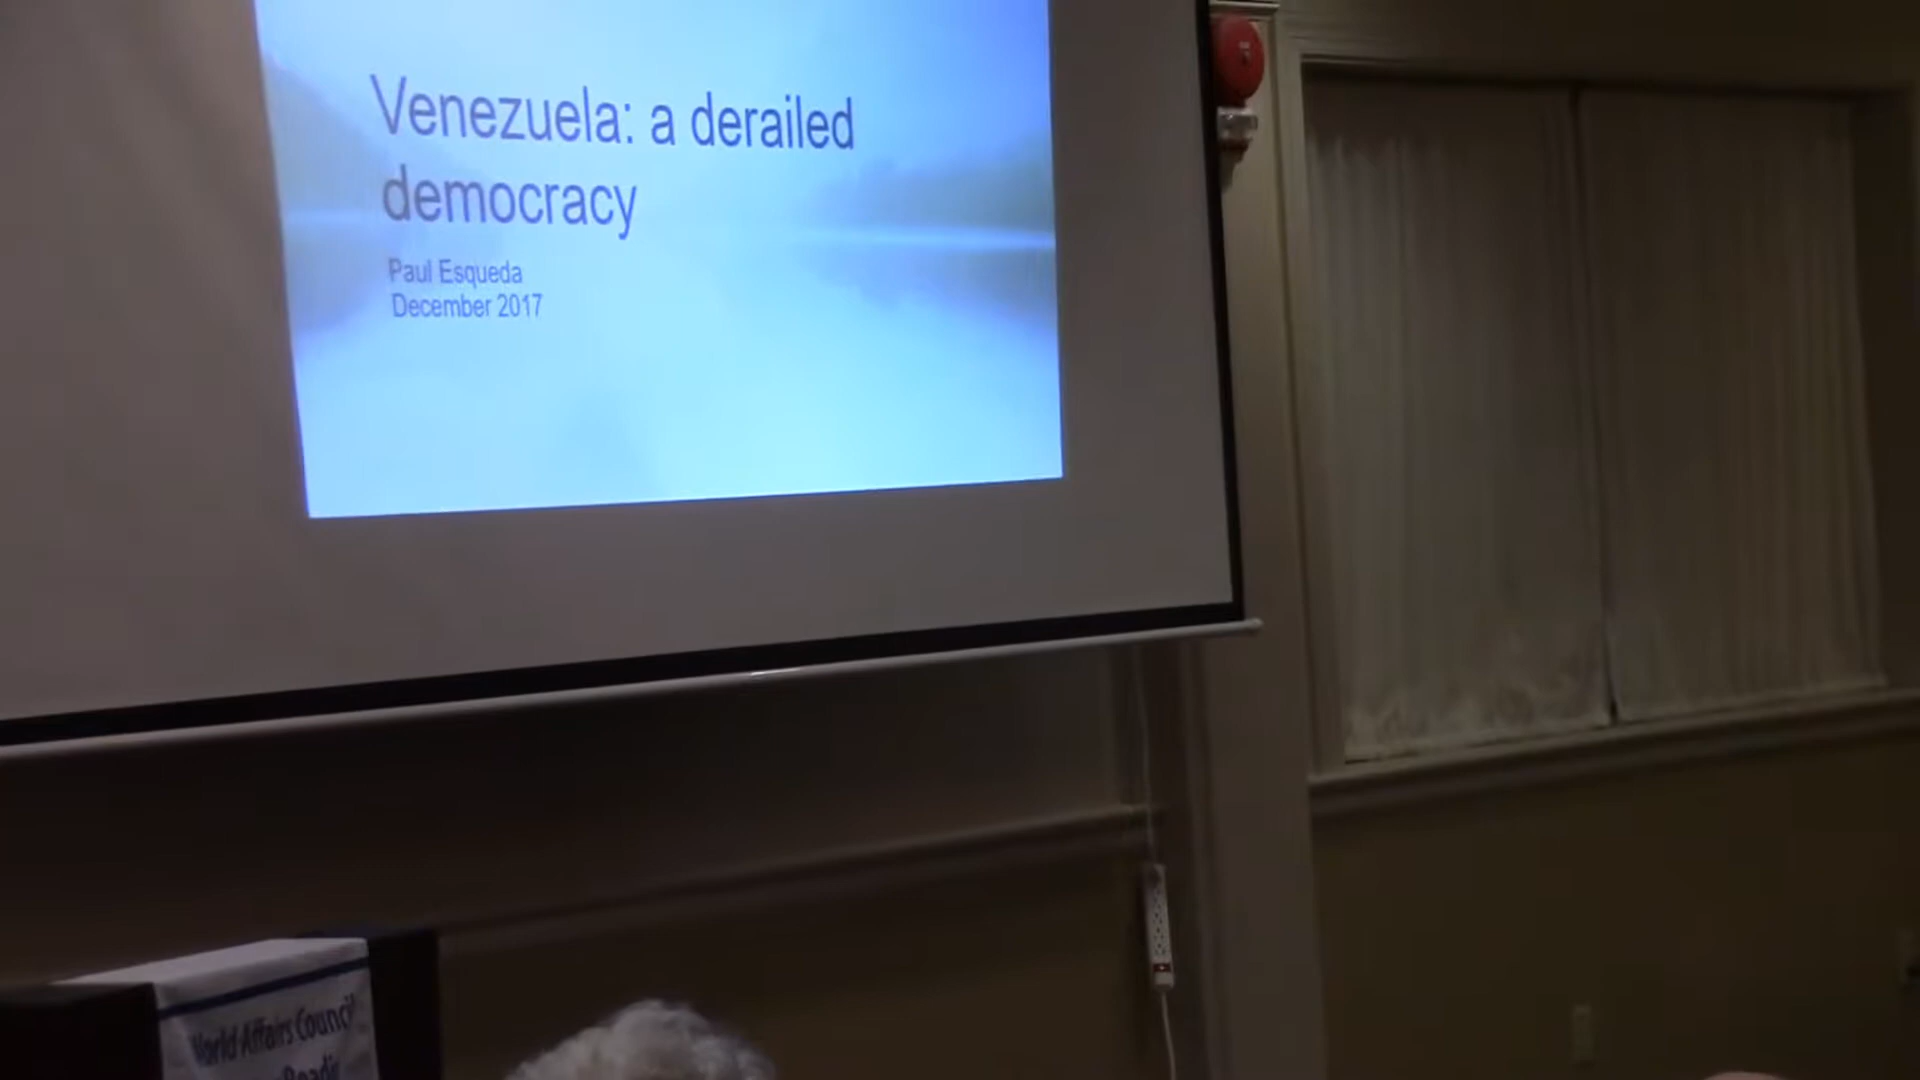 Venezuela: a derailed
democracy
Paul Esqueda
December 2017
World Affairs Council